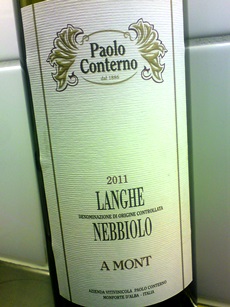 Paolo
Conterno
dal 1886
2011
LANGHE
DENOMINAZIONE DI ORIGINE CONTROLLATA
NEBBIOLO
A MONT
AZIENDA VITIVINICOLA PAOLO CONTERNO
MONFORTE D'ALBA - ITALIA